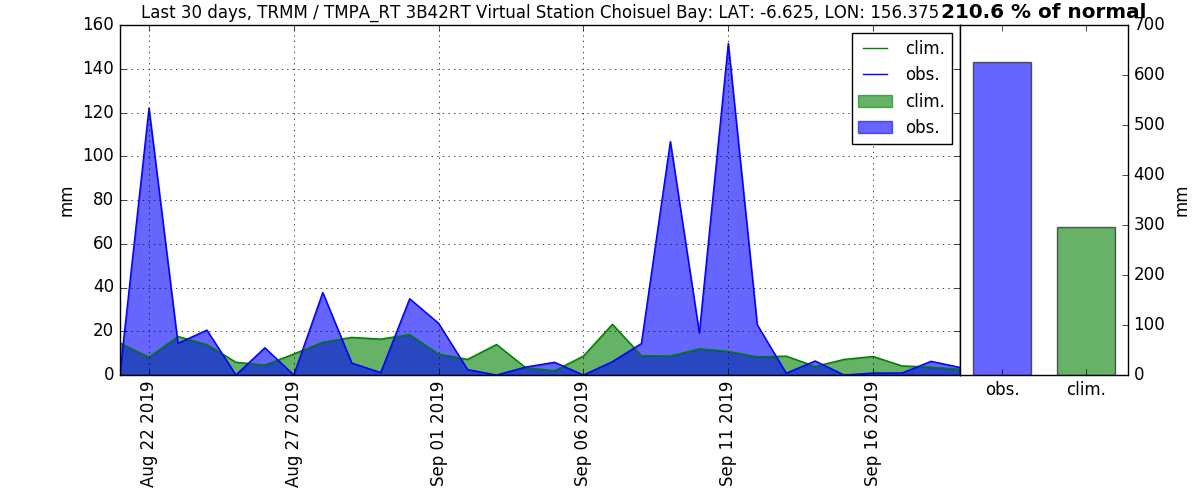 Last 30 days, TRMM / TMPA_RT 3B42RT Virtual Station Choisuel Bay: LAT: -6.625, LON: 156.375
210.6 % of normal
mm
160
140
120
100
80
60
40
20
0
clim.
obs.
clim.
obs.
Aug 22 2019
Aug 27 2019
Sep 01 2019
Sep 06 2019
Sep 11 2019
Sep 16 2019
700
600
500
400
300
200
100
0
mm
obs.
clim.